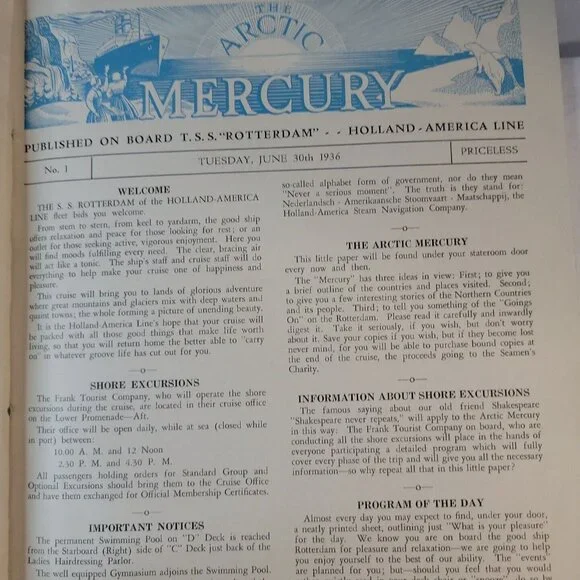 THE
ARCTIC
MERCURY
PUBLISHED ON BOARD T.S.S. "ROTTERDAM" - - HOLLAND-AMERICA LINE
No. 1
TUESDAY, JUNE 30th 1936
PRICELESS
WELCOME
THE S. S. ROTTERDAM of the HOLLAND-AMERICA
LINE fleet bids you welcome.
From stem to stern, from keel to yardarm, the good ship
offers relaxation and peace for those looking for rest; or an
outlet for those seeking active, vigorous enjoyment. Here you
will find moods fulfilling every need. The clear, bracing air
will act like a tonic. The ship's staff and cruise staff will do
everything to help make your cruise one of happiness and
pleasure.
This cruise will bring you to lands of glorious adventure
where great mountains and glaciers mix with deep waters and
quaint towns; the whole forming a picture of unending beauty.
It is the Holland-America Line's hope that your cruise will
be packed with all those good things that make life worth
living, so that you will return home the better able to "carry
on" in whatever groove life has cut out for you.
—o—
SHORE EXCURSIONS
The Frank Tourist Company, who will operate the shore
excursions during the cruise, are located in their cruise office
on the Lower Promenade—Aft.
Their office will be open daily, while at sea (closed while
in port) between:
10.00 A. M. and 12 Noon
2.30 P. M. and 4.30 P. M.
All passengers holding orders for Standard Group and
Optional Excursions should bring them to the Cruise Office
and have them exchanged for Official Membership Certificates.
—o—
IMPORTANT NOTICES
The permanent Swimming Pool on "D" Deck is reached
from the Starboard (Right) side of "C" Deck just back of the
Ladies Hairdressing Parlor.
The well equipped Gymnasium adjoins the Swimming Pool.
so-called alphabet form of government, nor do they mean
"Never a serious moment". The truth is they stand for:
Nederlandsch - Amerikaansche Stoomvaart - Maatschappij, the
Holland-America Steam Navigation Company.
—o—
THE ARCTIC MERCURY
This little paper will be found under your stateroom door
every now and then.
The "Mercury" has three ideas in view: First; to give you
a brief outline of the countries and places visited. Second;
to give you a few interesting stories of the Northern Countries
and its people. Third; to tell you something of the "Goings
On" on the Rotterdam. Please read it carefully and inwardly
digest it. Take it seriously, if you wish, but don't worry
about it. Save your copies if you wish, but if they become lost
never mind, for you will be able to purchase bound copies at
the end of the cruise, the proceeds going to the Seamen's
Charity.
—o—
INFORMATION ABOUT SHORE EXCURSIONS
The famous saying about our old friend Shakespeare
"Shakespeare never repeats," will apply to the Arctic Mercury
in this way: The Frank Tourist Company on board, who are
conducting all the shore excursions will place in the hands of
everyone participating a detailed program which will fully
cover every phase of the trip and will give you all the necessary
information—so why repeat all that in this little paper?
—o—
PROGRAM OF THE DAY
Almost every day you may expect to find, under your door,
a neatly printed sheet, outlining just "What is your pleasure"
for the day. We know you are on board the good ship
Rotterdam for pleasure and relaxation—we are going to help
you enjoy yourself to the best of our ability. The "events"
are planned for you; but—should you feel that you would